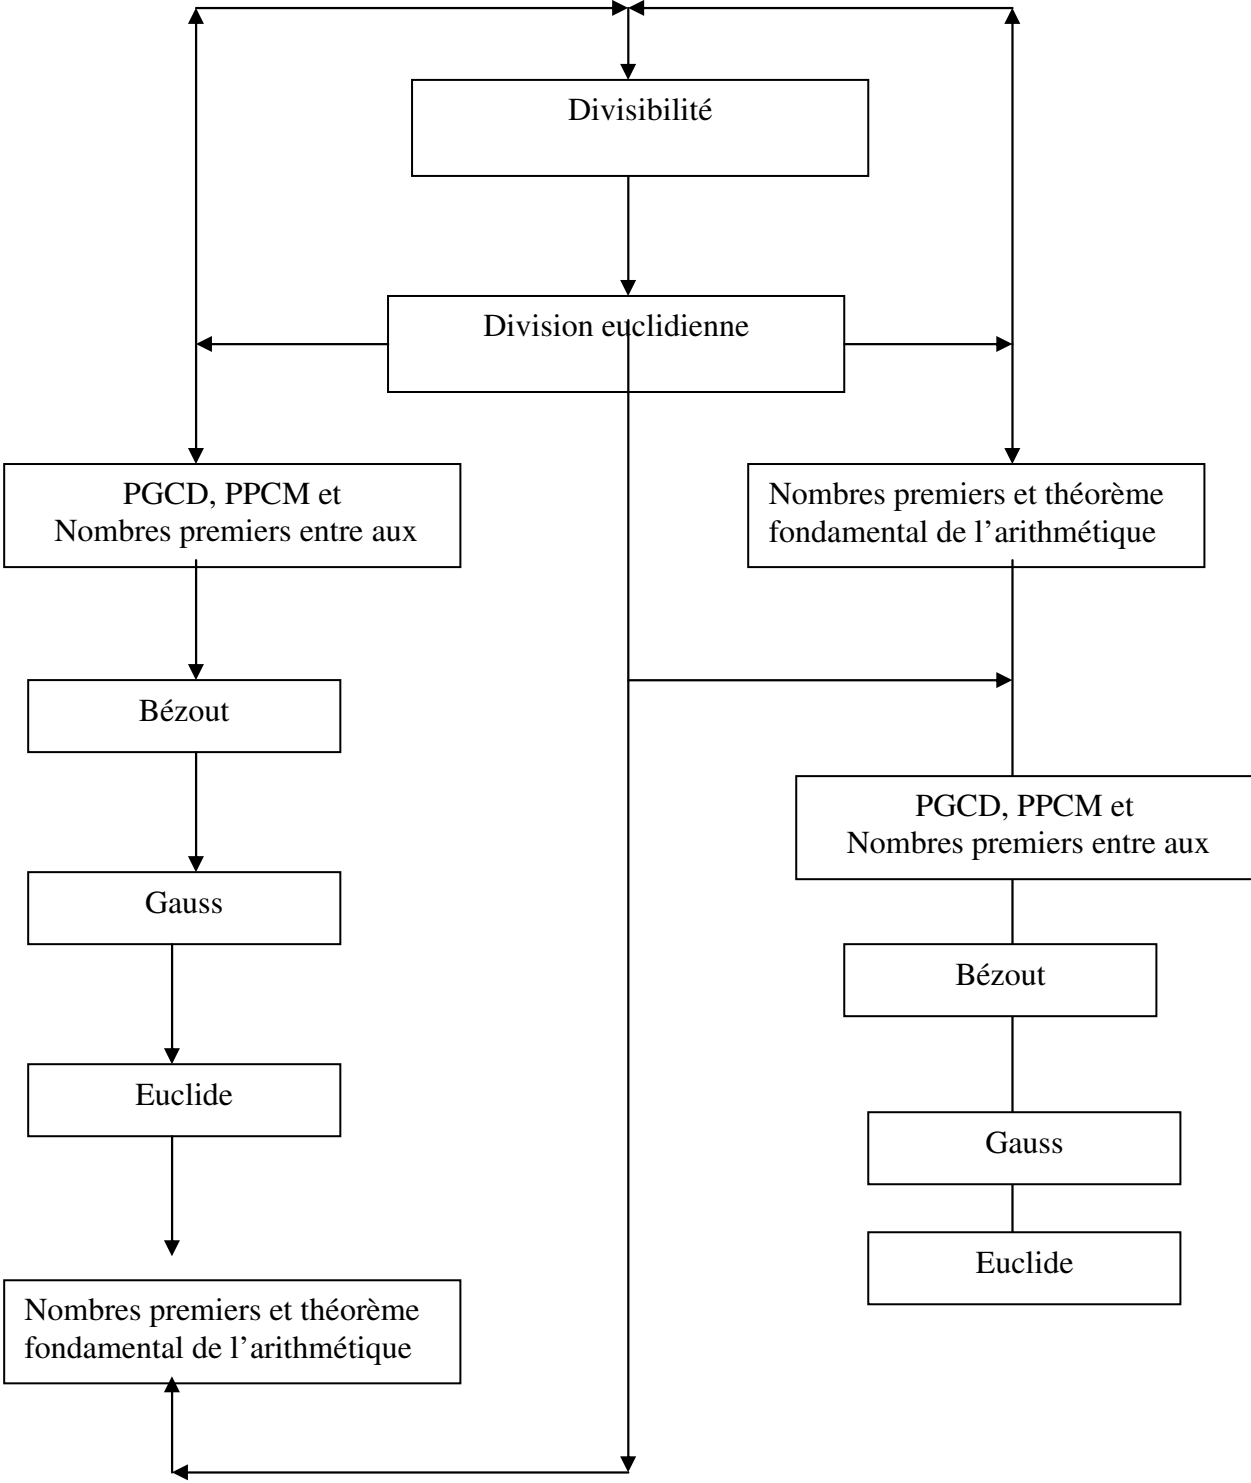 Divisibilité
Division euclidienne
PGCD, PPCM et
Nombres premiers entre aux
Nombres premiers et théorème
fondamental de l’arithmétique
Bézout
PGCD, PPCM et
Nombres premiers entre aux
Gauss
Bézout
Euclide
Gauss
Euclide
Nombres premiers et théorème
fondamental de l’arithmétique